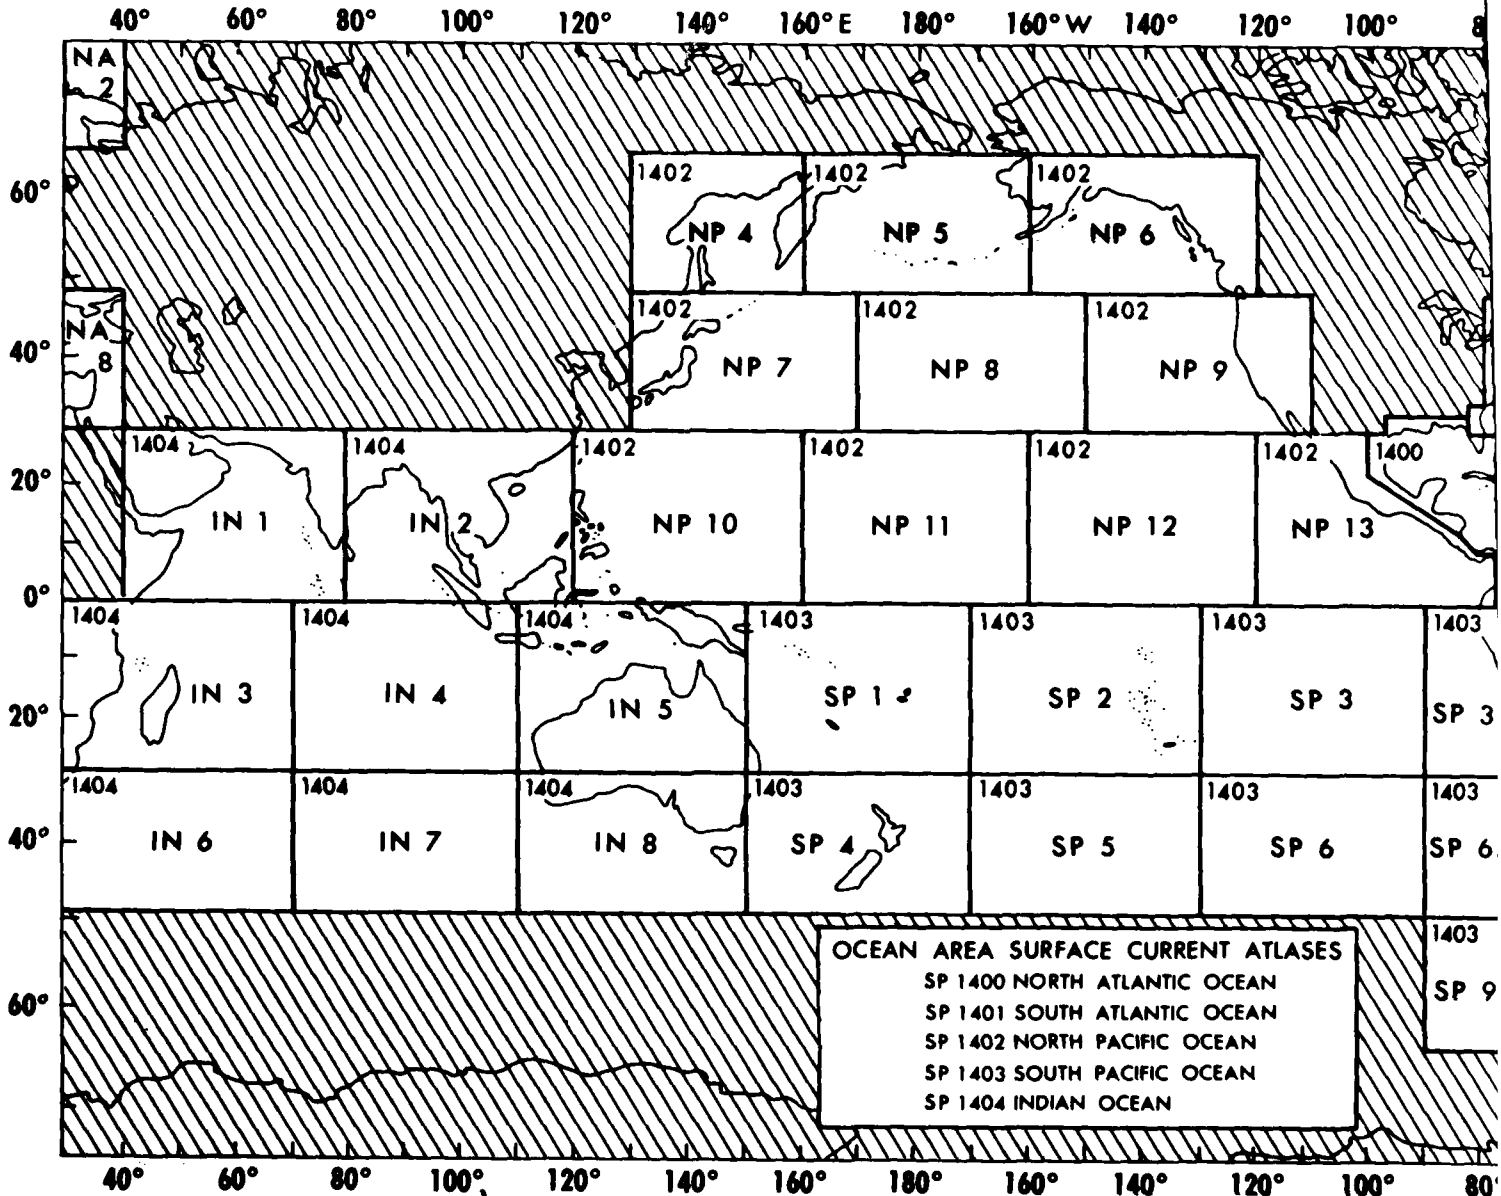 40° 60° 80° 100° 120° 140° 160° E 180° 160° W 140° 120° 100° 8
NA
2
60°
1402 1402 1402
NP 4 NP 5 NP 6
1402 1402 1402
NA
8
40°
NP 7 NP 8 NP 9
1404 1404 1402 1402 1402 1402 1400
20°
IN 1 IN 2 NP 10 NP 11 NP 12 NP 13
0°
1404 1404 1404 1403 1403 1403 1403
IN 3 IN 4 IN 5 SP 1 SP 2 SP 3 SP 3
20°
1404 1404 1404 1403 1403 1403 1403
40°
IN 6 IN 7 IN 8 SP 4 SP 5 SP 6 SP 6
1403
SP 9
60°
OCEAN AREA SURFACE CURRENT ATLASES
SP 1400 NORTH ATLANTIC OCEAN
SP 1401 SOUTH ATLANTIC OCEAN
SP 1402 NORTH PACIFIC OCEAN
SP 1403 SOUTH PACIFIC OCEAN
SP 1404 INDIAN OCEAN
40° 60° 80° 100° 120° 140° 160° 180° 160° 140° 120° 100° 80